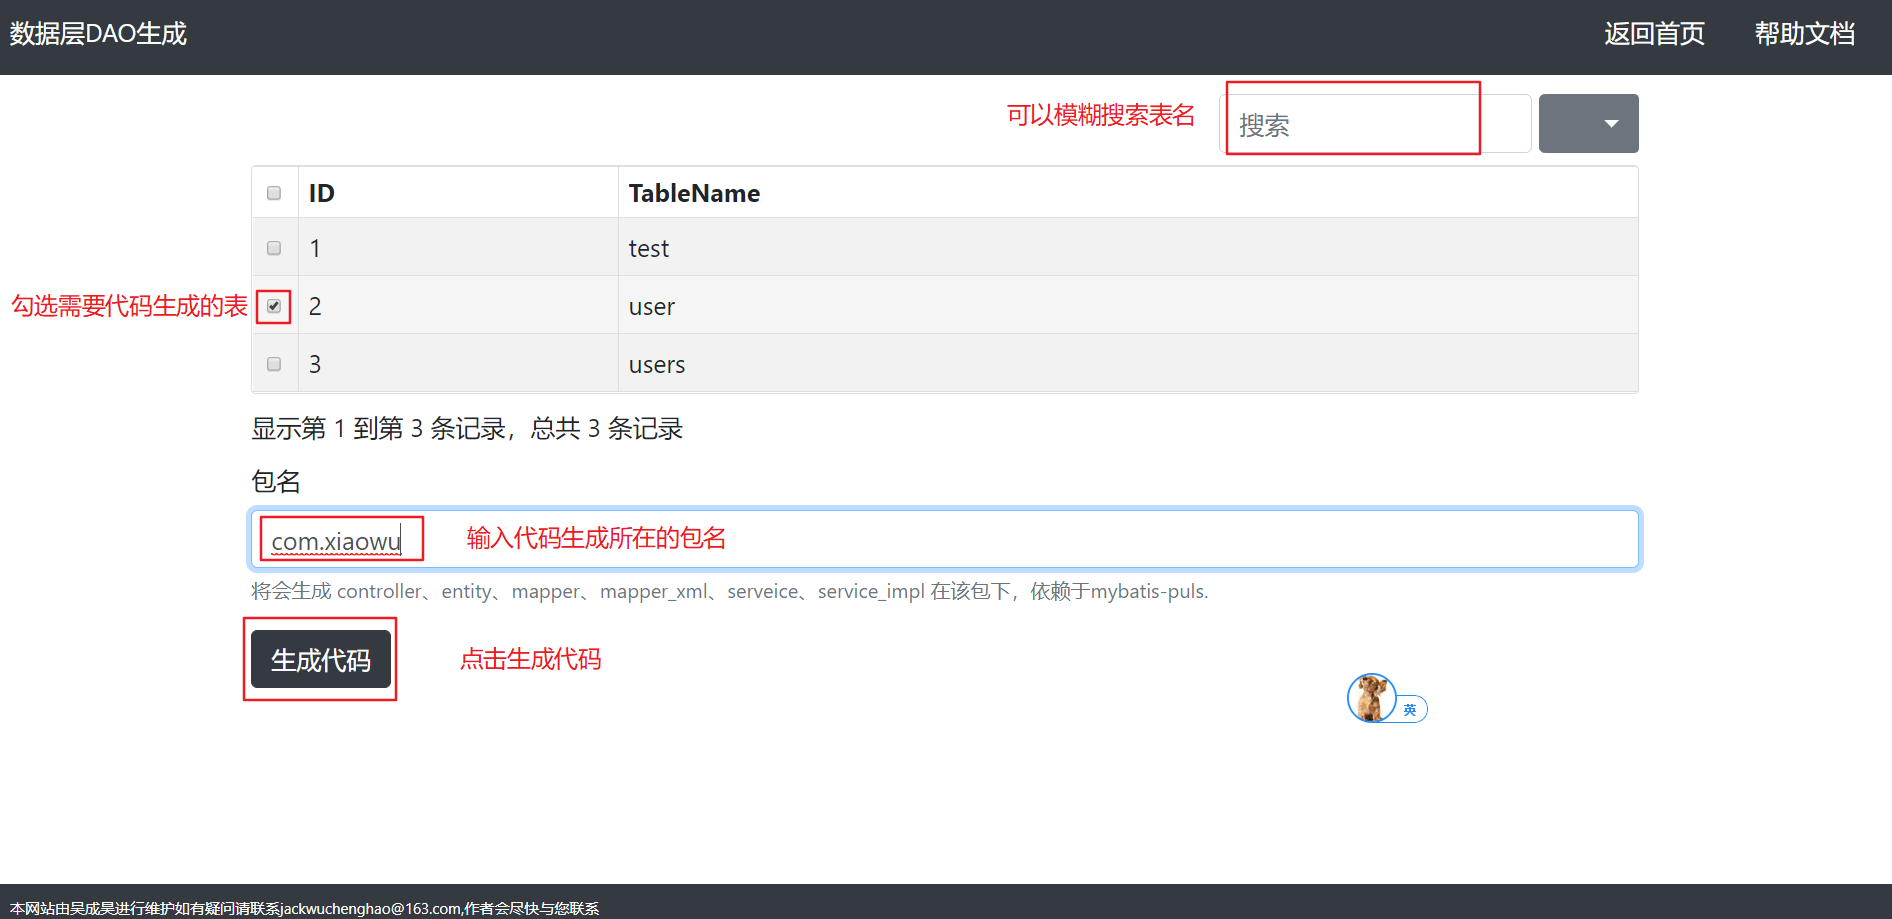 数据层DAO生成
返回首页
帮助文档
可以模糊搜索表名
搜索
ID
TableName
1
test
勾选需要代码生成的表
2
user
3
users
显示第 1 到第 3 条记录，总共 3 条记录
包名
com.xiaowu
输入代码生成所在的包名
将会生成 controller、entity、mapper、mapper_xml、serveice、service_impl 在该包下，依赖于mybatis-puls.
生成代码
点击生成代码
英
本网站由吴成昊进行维护如有疑问请联系jackwuchenghao@163.com,作者会尽快与您联系